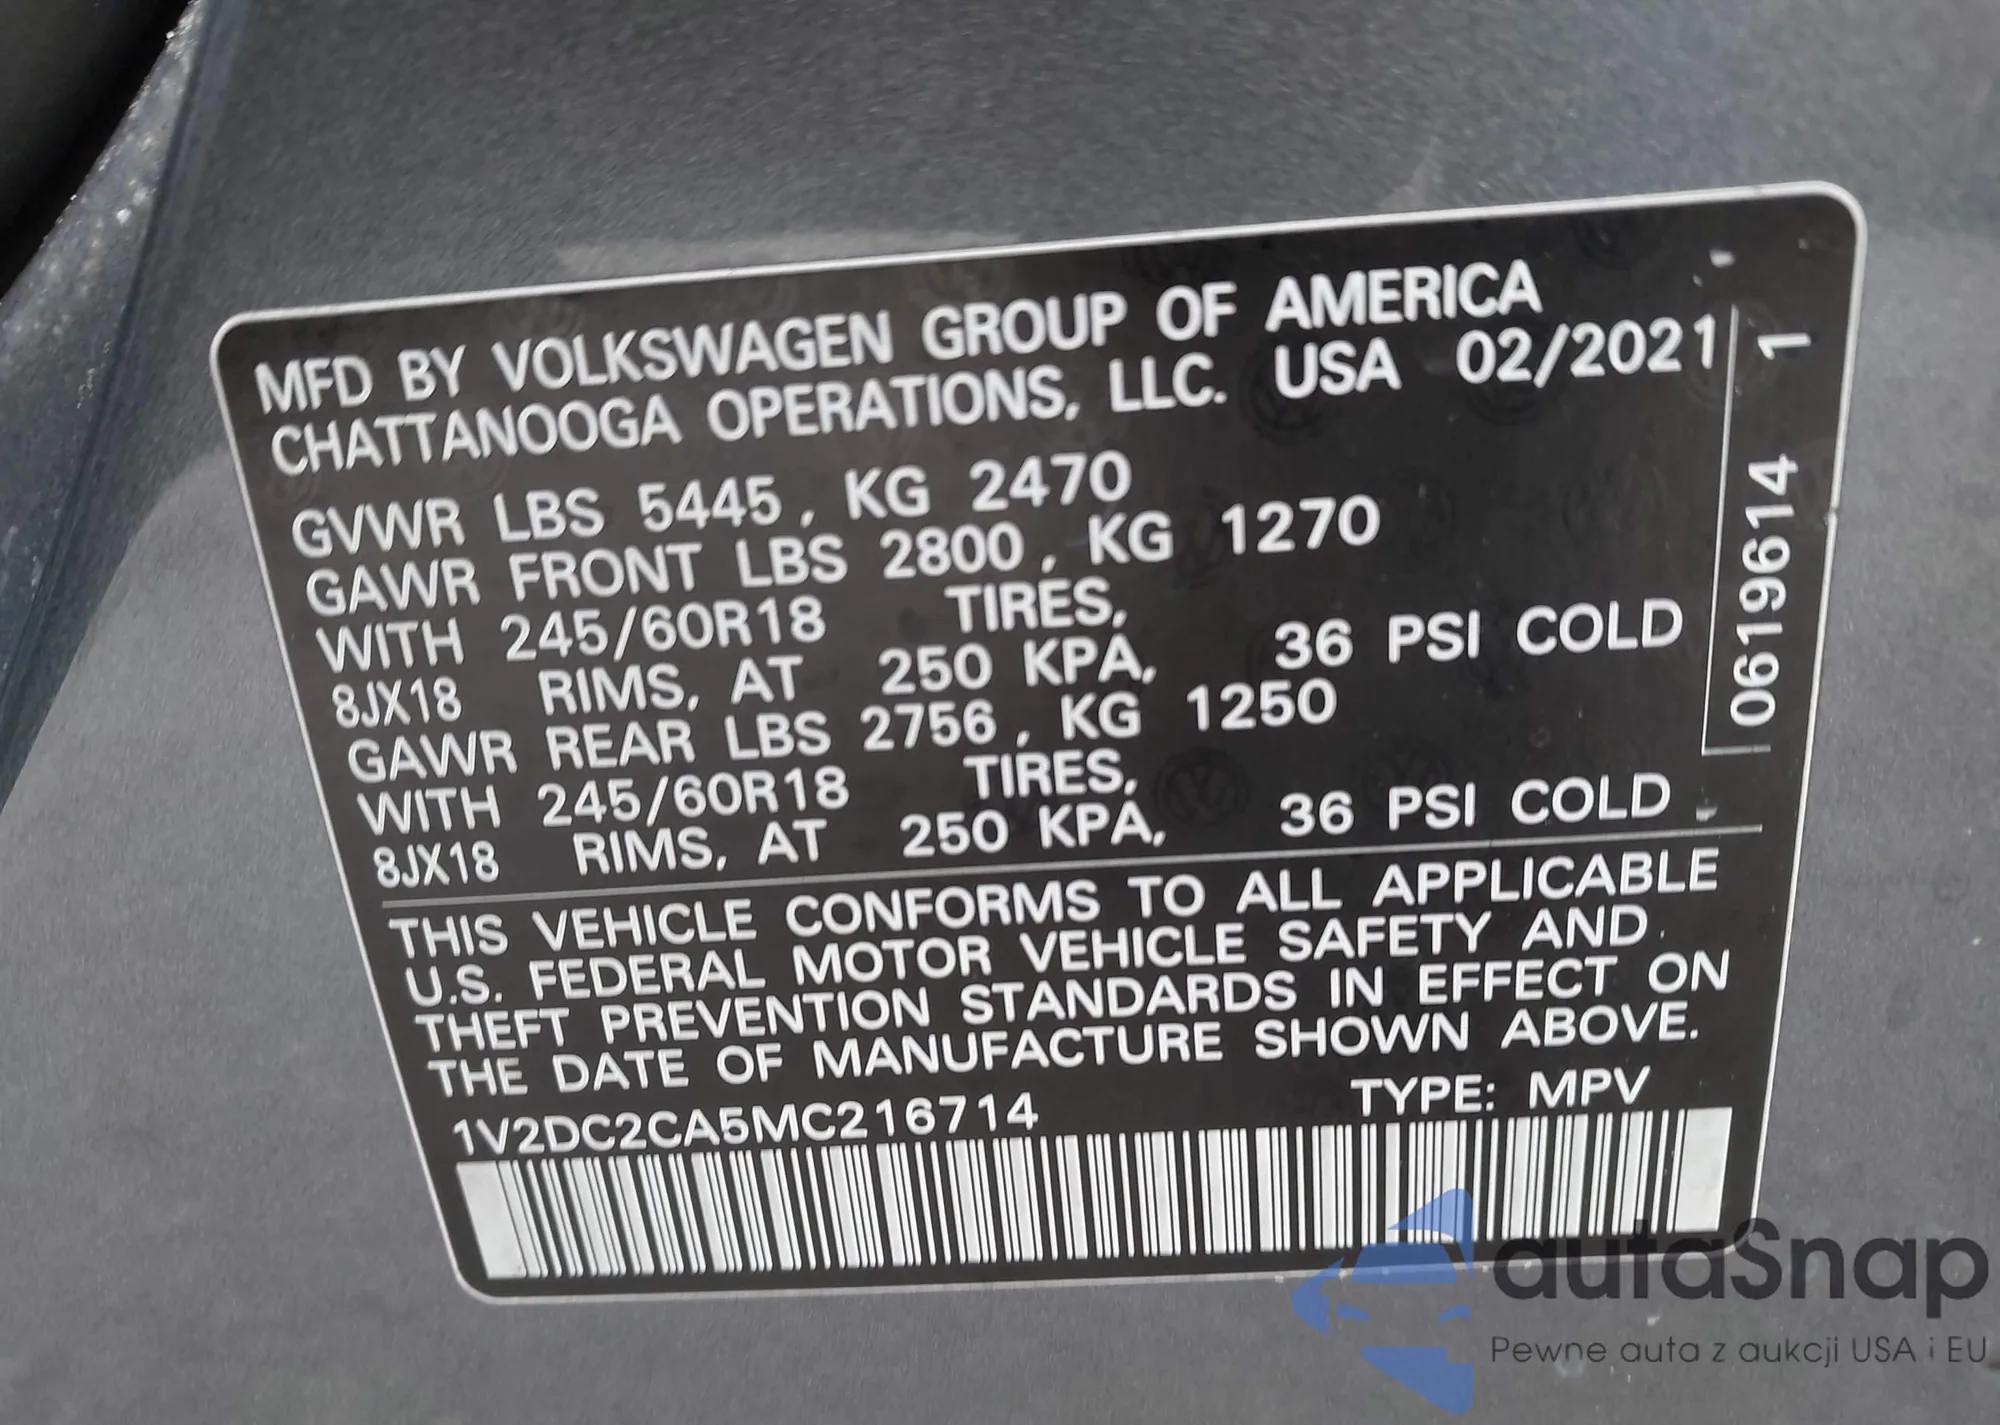 MFD BY VOLKSWAGEN GROUP OF AMERICA
CHATTANOOGA OPERATIONS, LLC. USA 02/2021
GVWR LBS 5445, KG 2470
GAWR FRONT LBS 2800, KG 1270
WITH 245/60R18 TIRES,
8JX18 RIMS, AT 250 KPA, 36 PSI COLD
GAWR REAR LBS 2756, KG 1250
WITH 245/60R18 TIRES,
8JX18 RIMS, AT 250 KPA, 36 PSI COLD
0619614 1
THIS VEHICLE CONFORMS TO ALL APPLICABLE
U.S. FEDERAL MOTOR VEHICLE SAFETY AND
THEFT PREVENTION STANDARDS IN EFFECT ON
THE DATE OF MANUFACTURE SHOWN ABOVE.
1V2DC2CA5MC216714 TYPE: MPV
autaSnap
Pewne auta z aukcji USA i EU